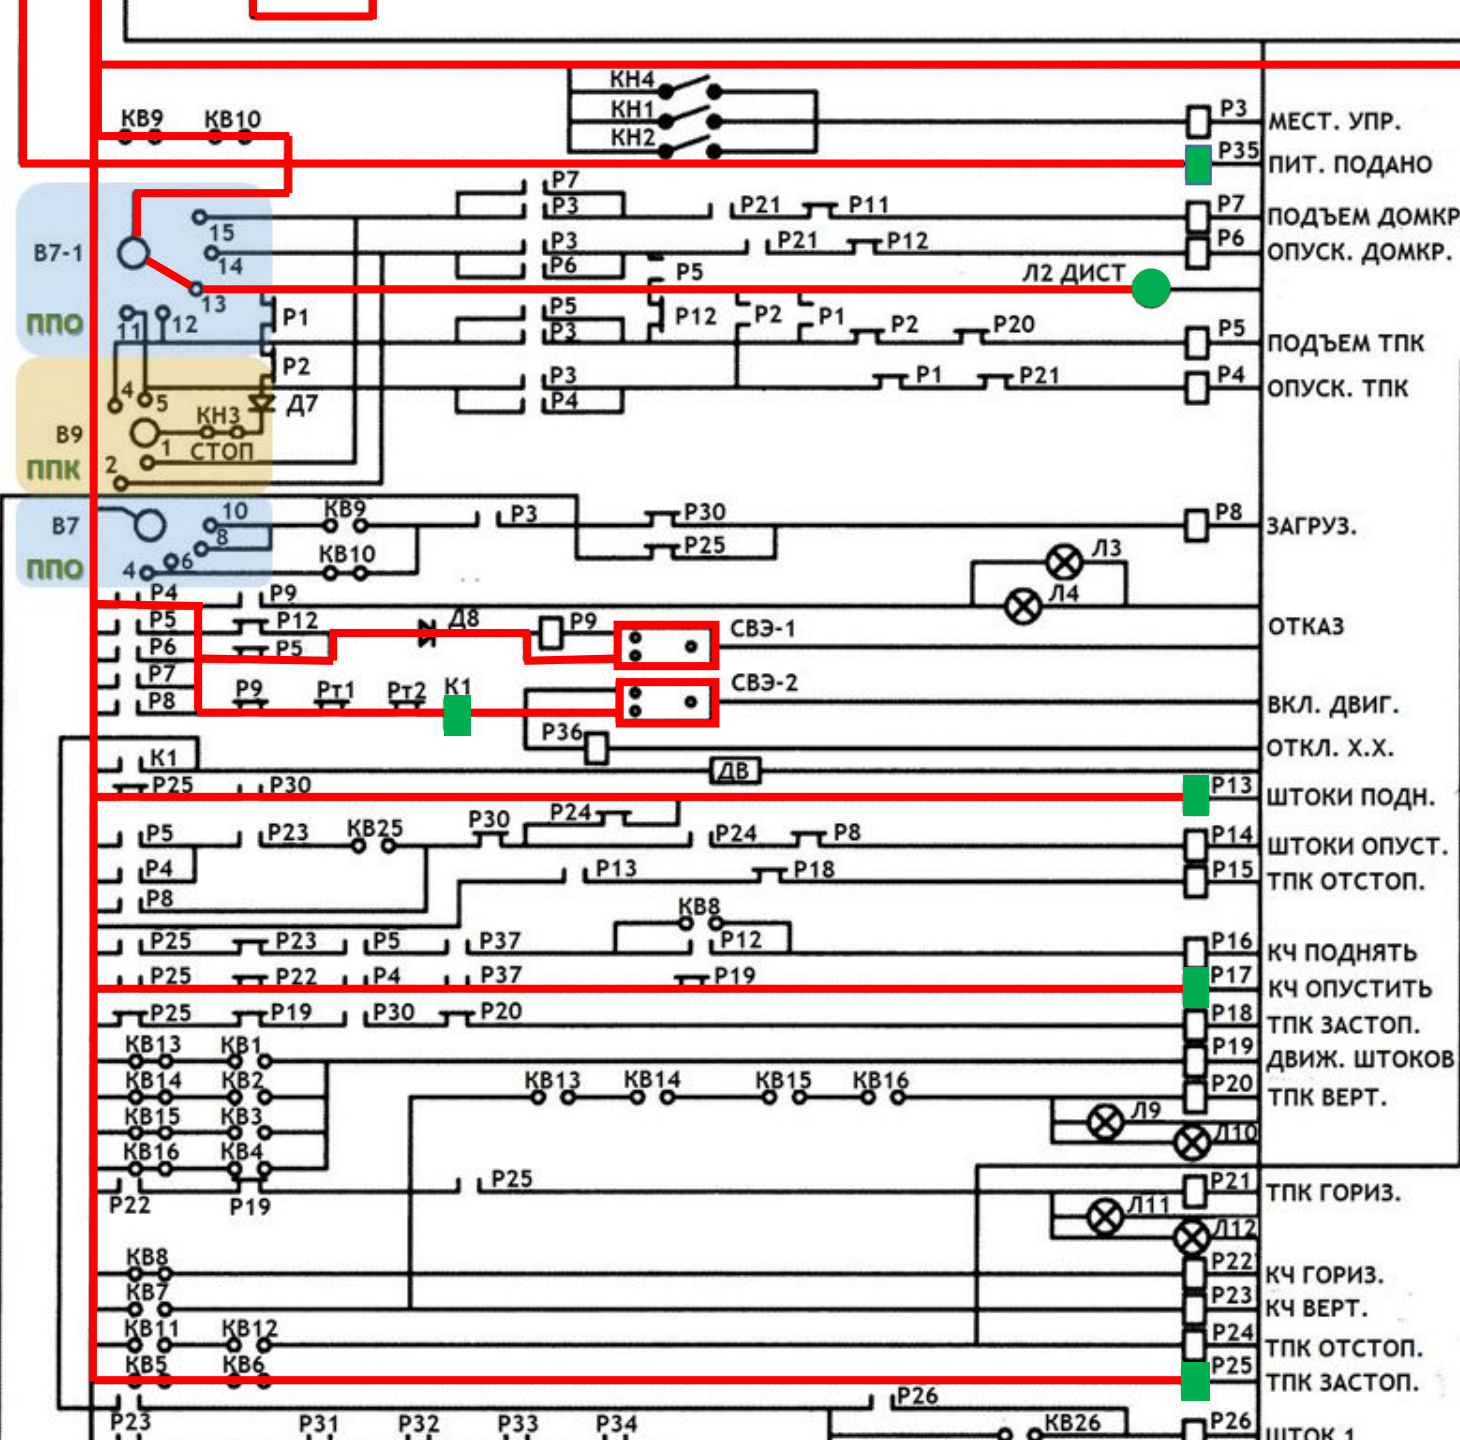 КН4
КН1
КН2
Р3 МЕСТ. УПР.
КВ9 КВ10
Р35 ПИТ. ПОДАНО
Р7
Р3 Р21 Р11 Р7 ПОДЪЕМ ДОМКР
15
В7-1 14 Р3 Р21 Р12 Р6 ОПУСК. ДОМКР.
Р6 Р5 Л2 ДИСТ
13
ППО 11 12 Р1 Р5 Р12 Р2 Р1 Р2 Р20
Р3 Р5 ПОДЪЕМ ТПК
Р2
4 5 Д7 Р3 Р1 Р21 Р4 ОПУСК. ТПК
Р4
КН3
В9 1 СТОП
ППК 2
В7 10 КВ9 Р3 Р30 Р8 ЗАГРУЗ.
8 Р25
6 КВ10 Л3
ППО 4
Р4 Р9 Л4
Р5 Р12 Д8 Р9 СВЭ-1 ОТКАЗ
Р6 Р5
Р7 СВЭ-2
Р8 Р9 Рт1 Рт2 К1 ВКЛ. ДВИГ.
Р36 ОТКЛ. Х.Х.
К1 ДВ
Р25 Р30 Р13 ШТОКИ ПОДН.
Р24
Р5 Р23 КВ25 Р30 Р24 Р8 Р14 ШТОКИ ОПУСТ.
Р4 Р13 Р18 Р15 ТПК ОТСТОП.
Р8
КВ8
Р25 Р23 Р5 Р37 Р12 Р16 КЧ ПОДНЯТЬ
Р25 Р22 Р4 Р37 Р19 Р17 КЧ ОПУСТИТЬ
Р25 Р19 Р30 Р20 Р18 ТПК ЗАСТОП.
КВ13 КВ1 Р19 ДВИЖ. ШТОКОВ
КВ14 КВ2 КВ13 КВ14 КВ15 КВ16 Р20 ТПК ВЕРТ.
КВ15 КВ3 Л9
КВ16 КВ4 Л10
Р22 Р19 Р25 Р21 ТПК ГОРИЗ.
Л11
Л12
КВ8 Р22 КЧ ГОРИЗ.
КВ7 Р23 КЧ ВЕРТ.
КВ11 КВ12 Р24 ТПК ОТСТОП.
КВ5 КВ6 Р25 ТПК ЗАСТОП.
Р26
Р23 Р31 Р32 Р33 Р34 КВ26 Р26 ШТОК 1